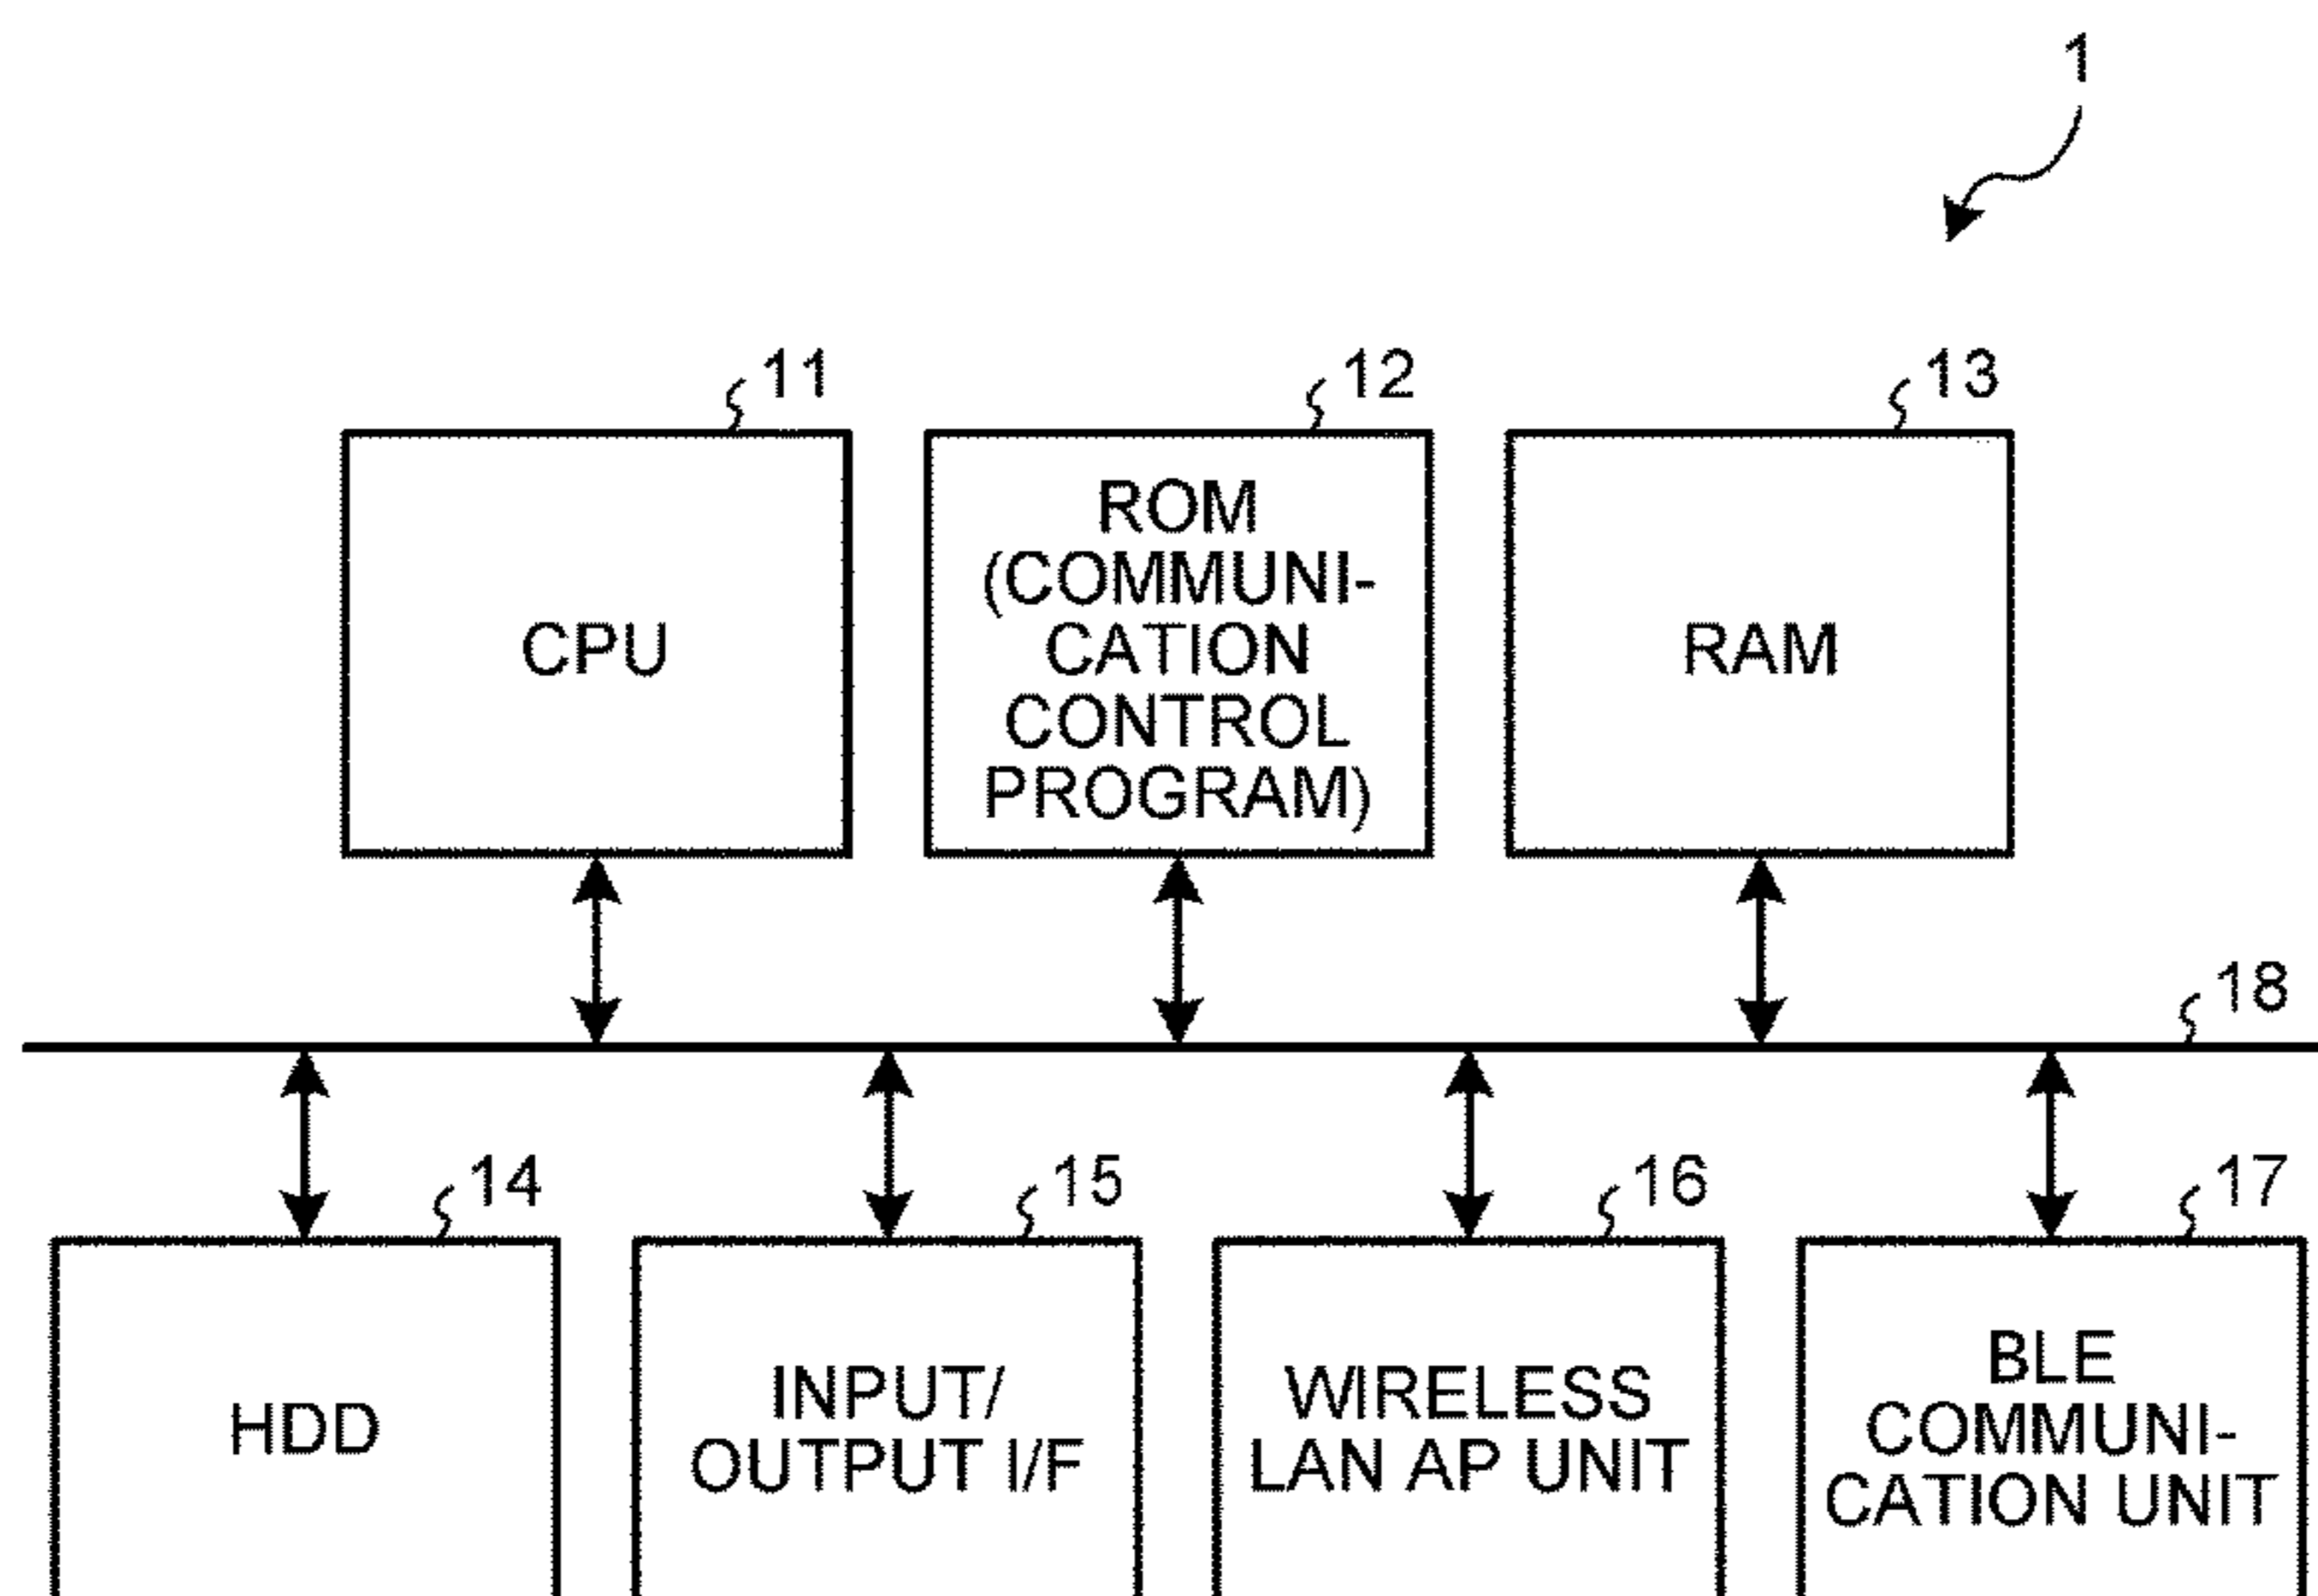 1
11
12
13
CPU
ROM
(COMMUNI-
CATION
CONTROL
PROGRAM)
RAM
18
14
15
16
17
HDD
INPUT/
OUTPUT I/F
WIRELESS
LAN AP UNIT
BLE
COMMUNI-
CATION UNIT